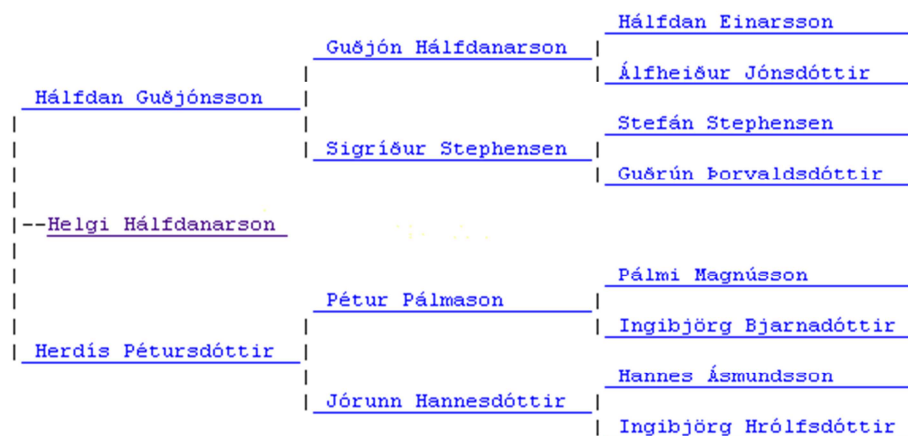 Hálfdan Einarsson
Guðjón Hálfdanarson
Álfheiður Jónsdóttir
Hálfdan Guðjónsson
Stefán Stephensen
Sigríður Stephensen
Guðrún Þorvaldsdóttir
--Helgi Hálfdanarson
Pálmi Magnússon
Pétur Pálmason
Ingibjörg Bjarnadóttir
Herdís Pétursdóttir
Hannes Ásmundsson
Jórunn Hannesdóttir
Ingibjörg Hrólfsdóttir